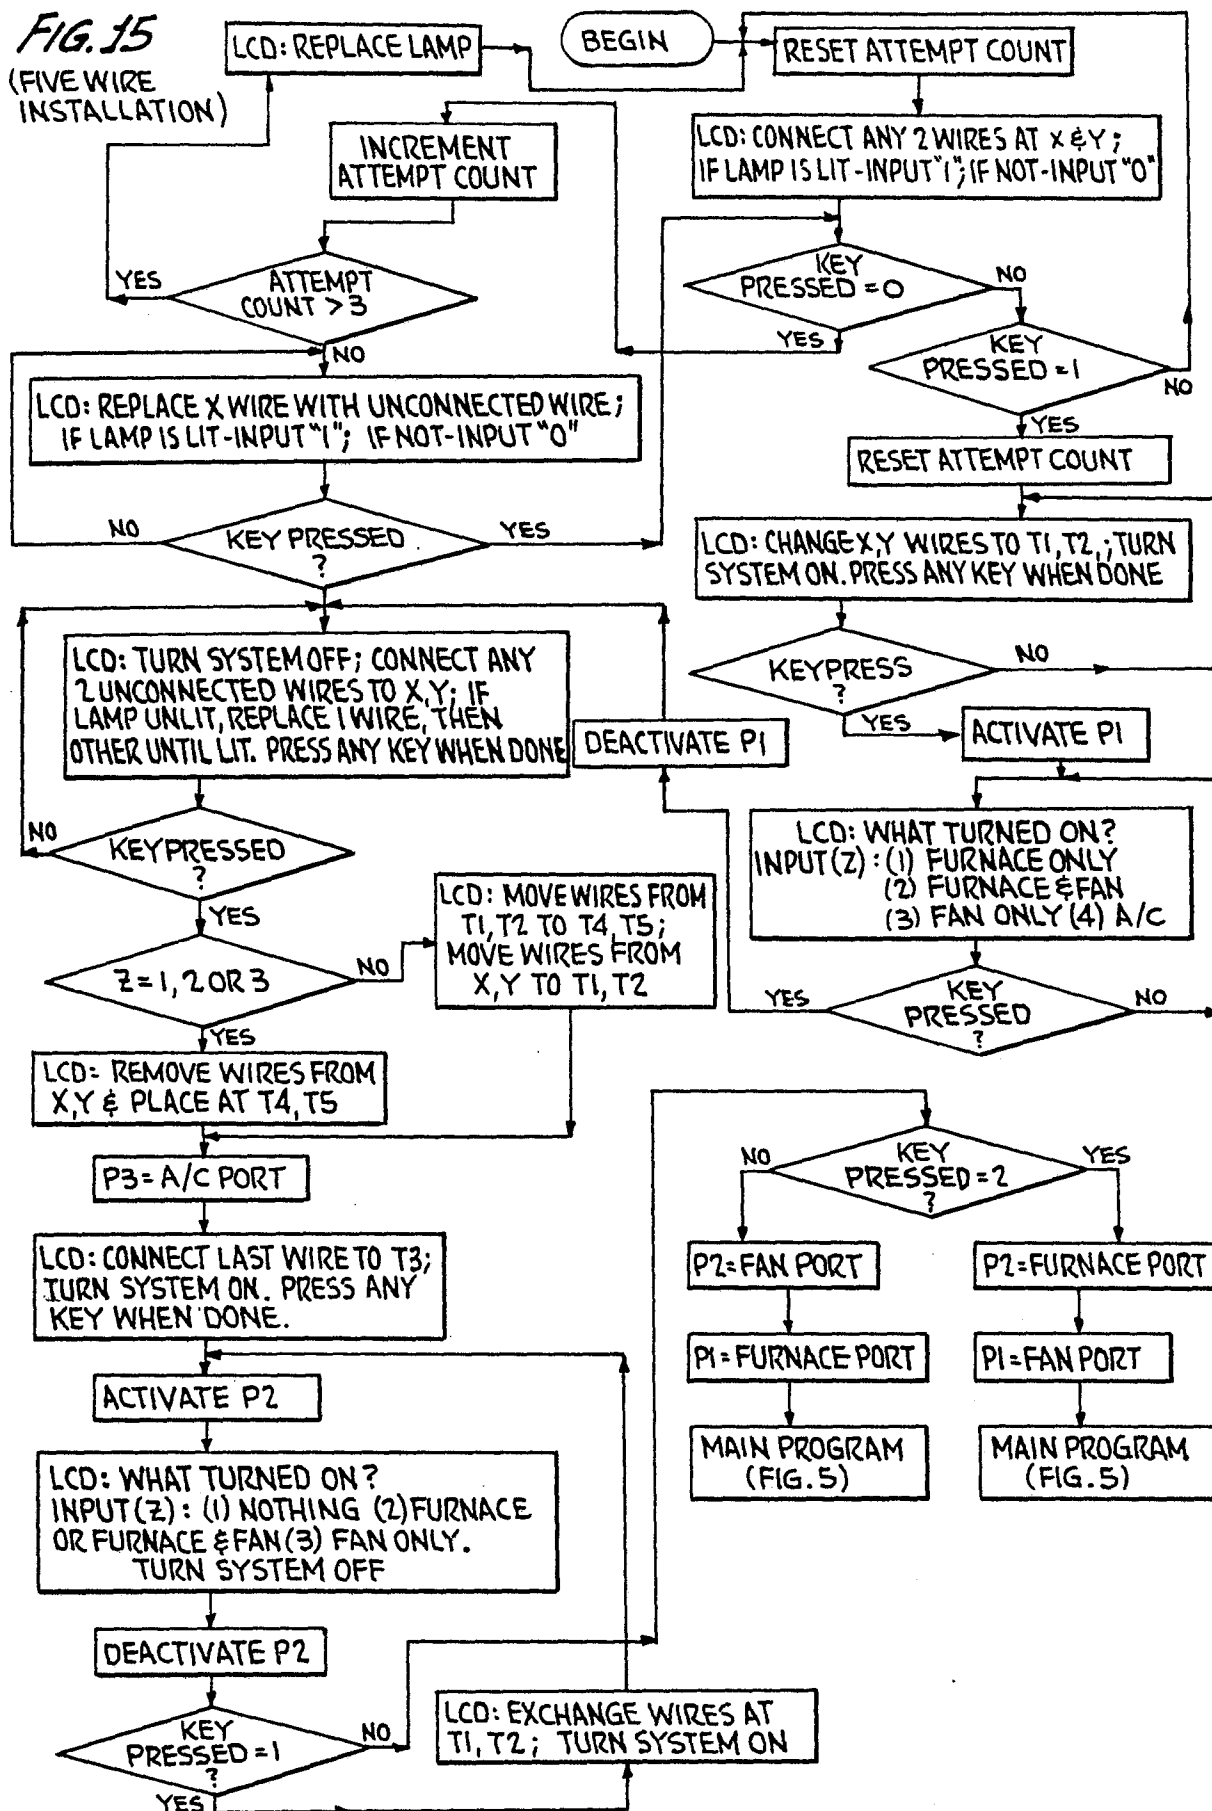 FIG. 15
(FIVE WIRE
INSTALLATION)
LCD: REPLACE LAMP
BEGIN
RESET ATTEMPT COUNT
LCD: CONNECT ANY 2 WIRES AT X & Y;
IF LAMP IS LIT-INPUT "1"; IF NOT-INPUT "0"
INCREMENT
ATTEMPT COUNT
ATTEMPT
COUNT > 3
YES
NO
KEY
PRESSED = 0
NO
YES
KEY
PRESSED = 1
NO
YES
RESET ATTEMPT COUNT
LCD: REPLACE X WIRE WITH UNCONNECTED WIRE;
IF LAMP IS LIT-INPUT "1"; IF NOT-INPUT "0"
NO
KEY PRESSED
?
YES
LCD: CHANGE X,Y WIRES TO T1, T2,; TURN
SYSTEM ON. PRESS ANY KEY WHEN DONE
KEYPRESS
?
NO
YES
ACTIVATE P1
LCD: TURN SYSTEM OFF; CONNECT ANY
2 UNCONNECTED WIRES TO X,Y; IF
LAMP UNLIT, REPLACE 1 WIRE, THEN
OTHER UNTIL LIT. PRESS ANY KEY WHEN DONE
DEACTIVATE P1
LCD: WHAT TURNED ON?
INPUT(Z): (1) FURNACE ONLY
(2) FURNACE & FAN
(3) FAN ONLY (4) A/C
YES
KEY
PRESSED
?
NO
NO
KEYPRESSED
?
YES
Z = 1, 2 OR 3
NO
YES
LCD: MOVE WIRES FROM
T1, T2 TO T4, T5;
MOVE WIRES FROM
X,Y TO T1, T2
LCD: REMOVE WIRES FROM
X,Y & PLACE AT T4, T5
P3 = A/C PORT
LCD: CONNECT LAST WIRE TO T3;
TURN SYSTEM ON. PRESS ANY
KEY WHEN DONE.
ACTIVATE P2
LCD: WHAT TURNED ON?
INPUT(Z): (1) NOTHING (2) FURNACE
OR FURNACE & FAN (3) FAN ONLY.
TURN SYSTEM OFF
DEACTIVATE P2
KEY
PRESSED = 1
?
NO
YES
LCD: EXCHANGE WIRES AT
T1, T2; TURN SYSTEM ON
NO
KEY
PRESSED = 2
?
YES
P2 = FAN PORT
P1 = FURNACE PORT
MAIN PROGRAM
(FIG. 5)
P2 = FURNACE PORT
P1 = FAN PORT
MAIN PROGRAM
(FIG. 5)